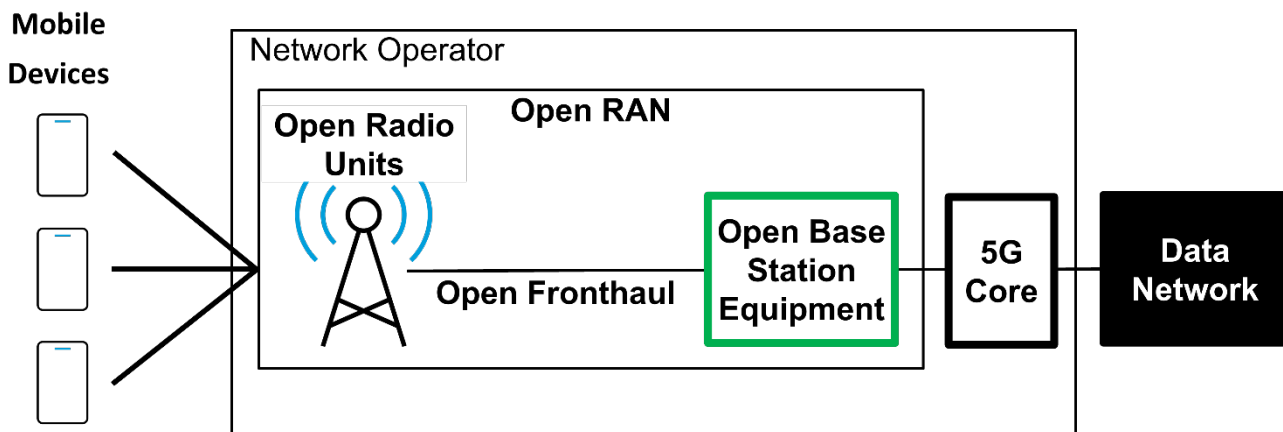 Mobile
Devices
Network Operator
Open RAN
Open Radio
Units
Open Fronthaul
Open Base
Station
Equipment
5G
Core
Data
Network